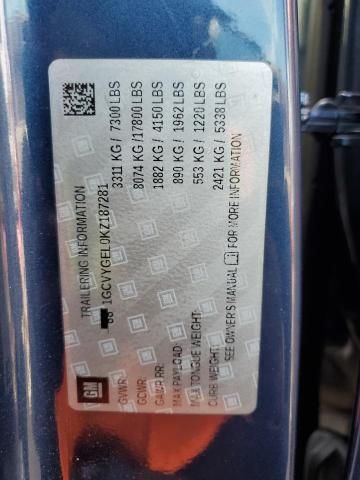 GM
TRAILERING INFORMATION
1GCVYGEL0KZ187281
GVWR: 3311 KG / 7300 LBS
GCWR: 8074 KG / 17800 LBS
GAWR RR: 1882 KG / 4150 LBS
MAX PAYLOAD: 890 KG / 1962 LBS
MAX TONGUE WEIGHT: 553 KG / 1220 LBS
CURB WEIGHT: 2421 KG / 5338 LBS
SEE OWNER'S MANUAL FOR MORE INFORMATION